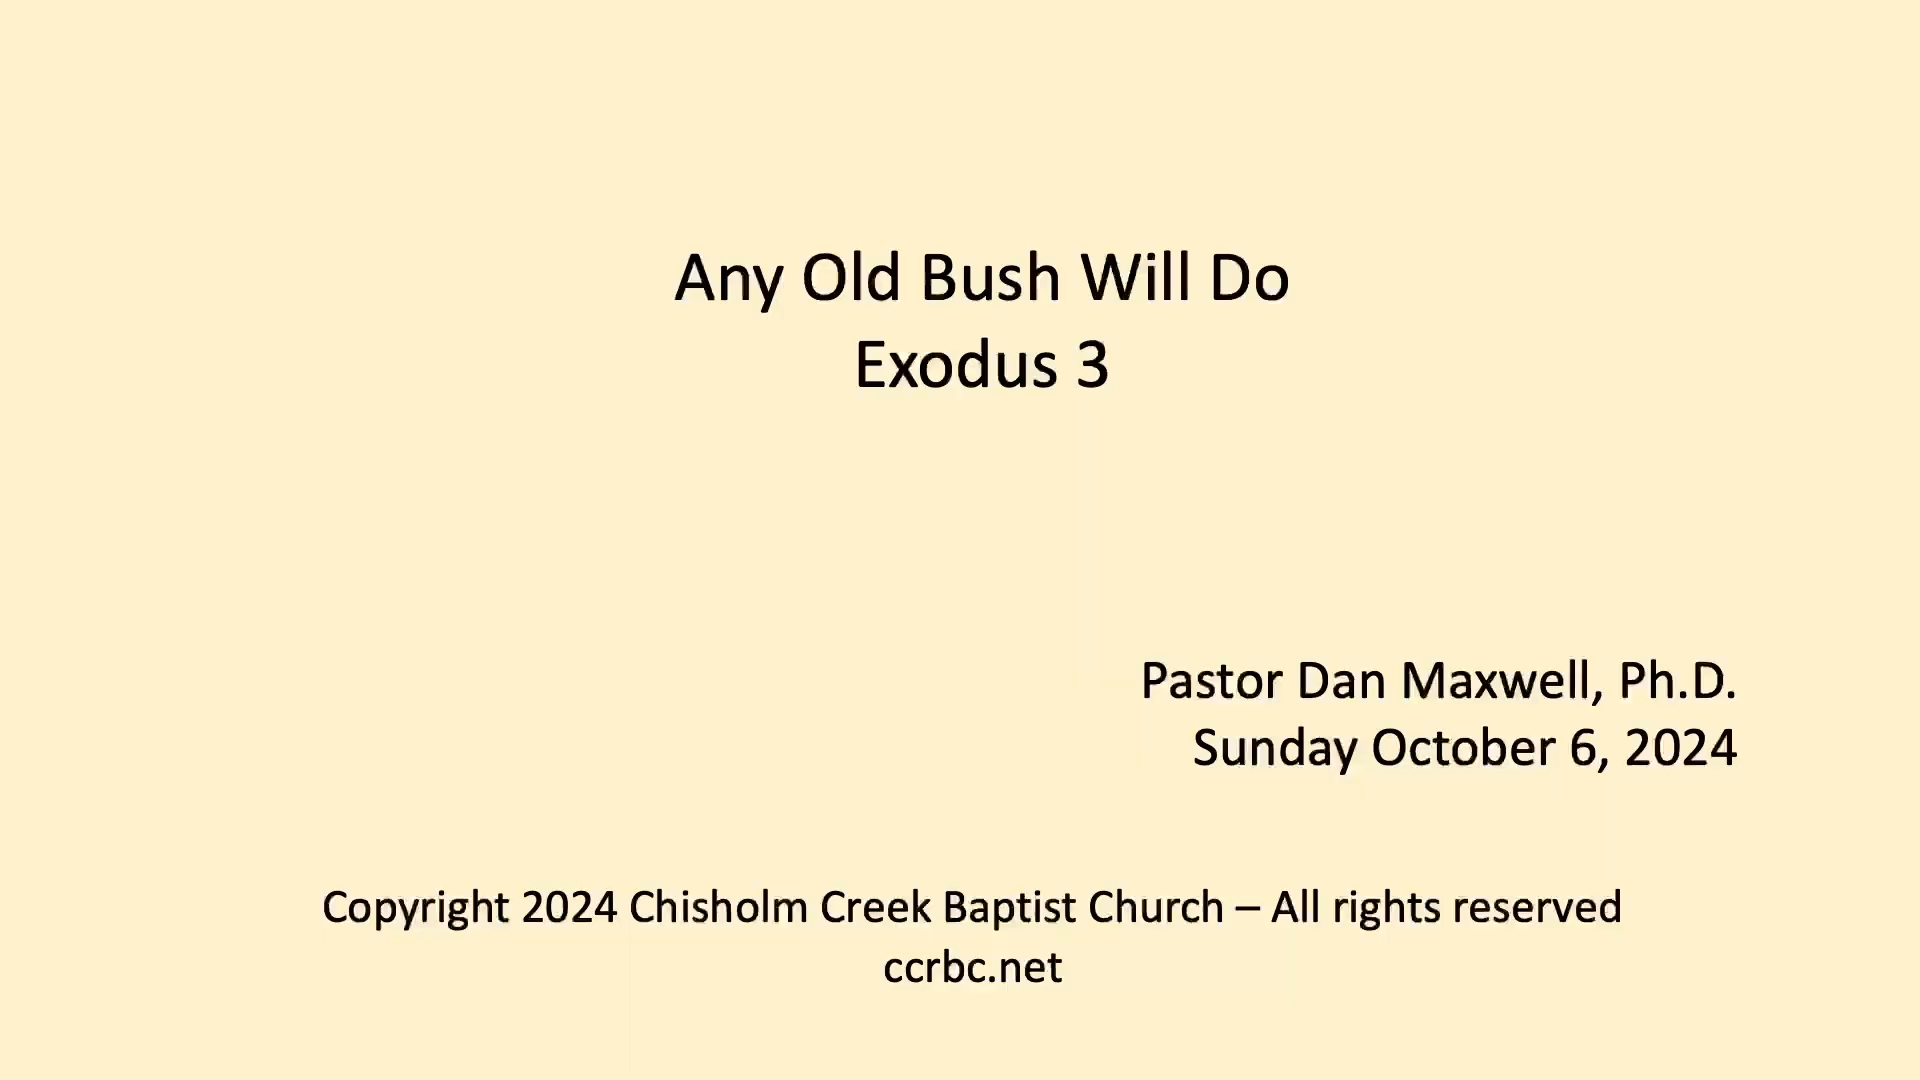 Any Old Bush Will Do
Exodus 3
Pastor Dan Maxwell, Ph.D.
Sunday October 6, 2024
Copyright 2024 Chisholm Creek Baptist Church – All rights reserved
ccrbc.net